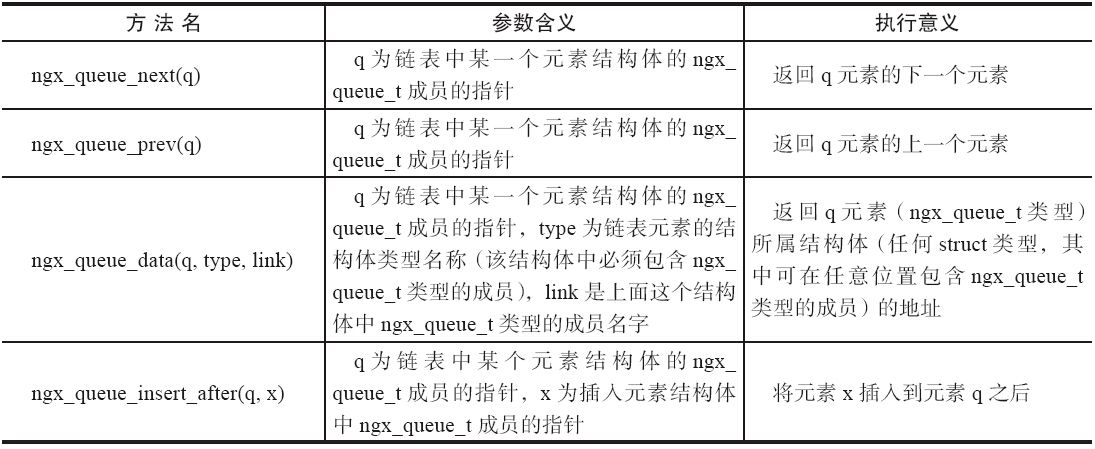 方法名 参数含义 执行意义
ngx_queue_next(q)
q 为链表中某一个元素结构体的 ngx_
queue_t 成员的指针
返回 q 元素的下一个元素
ngx_queue_prev(q)
q 为链表中某一个元素结构体的 ngx_
queue_t 成员的指针
返回 q 元素的上一个元素
ngx_queue_data(q, type, link)
q 为链表中某一个元素结构体的 ngx_
queue_t 成员的指针，type 为链表元素的结
构体类型名称（该结构体中必须包含 ngx_
queue_t 类型的成员），link 是上面这个结构
体中 ngx_queue_t 类型的成员名字
返回 q 元素（ngx_queue_t 类型）
所属结构体（任何 struct 类型，其
中可在任意位置包含 ngx_queue_t
类型的成员）的地址
ngx_queue_insert_after(q, x)
q 为链表中某个元素结构体的 ngx_
queue_t 成员的指针，x 为插入元素结构体
中 ngx_queue_t 成员的指针
将元素 x 插入到元素 q 之后